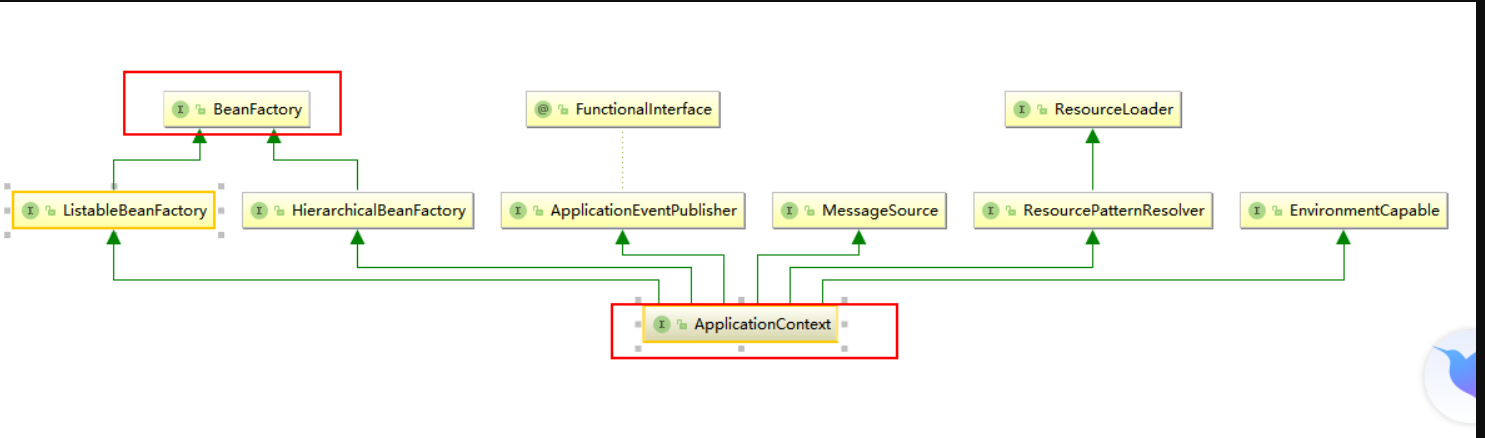 BeanFactory
FunctionalInterface
ResourceLoader
ListableBeanFactory
HierarchicalBeanFactory
ApplicationEventPublisher
MessageSource
ResourcePatternResolver
EnvironmentCapable
ApplicationContext